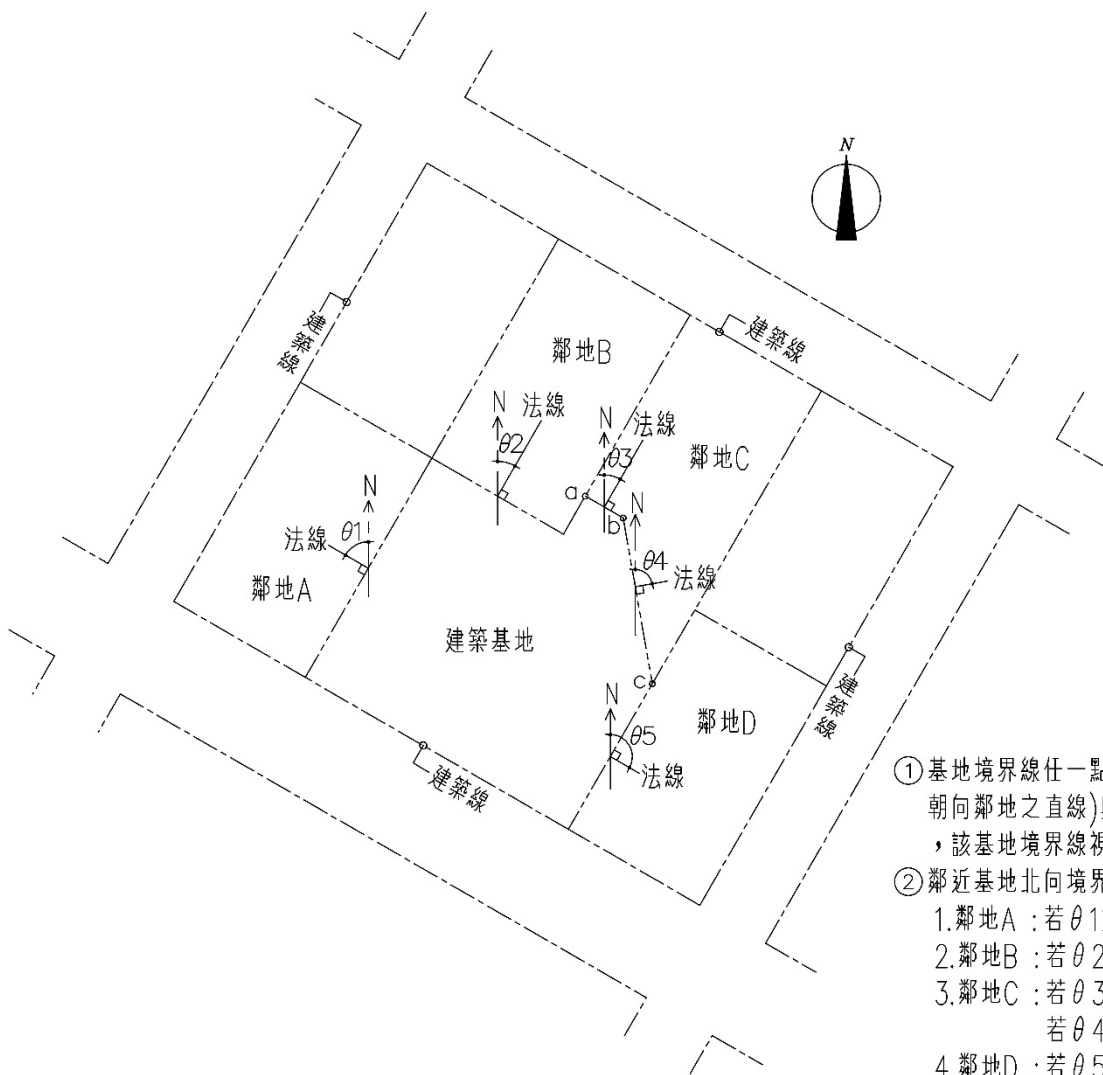 N
建築線
建築線
鄰地B
N
法線
θ2
N
法線
θ3
鄰地C
a
b
N
法線
θ1
鄰地A
N
θ4
法線
建築基地
c
N
θ5
法線
鄰地D
建築線
建築線
①基地境界線任一點
朝向鄰地之直線)
,該基地境界線視
②鄰近基地北向境界
1.鄰地A:若θ1
2.鄰地B:若θ2
3.鄰地C:若θ3
若θ4
4.鄰地D:若θ5